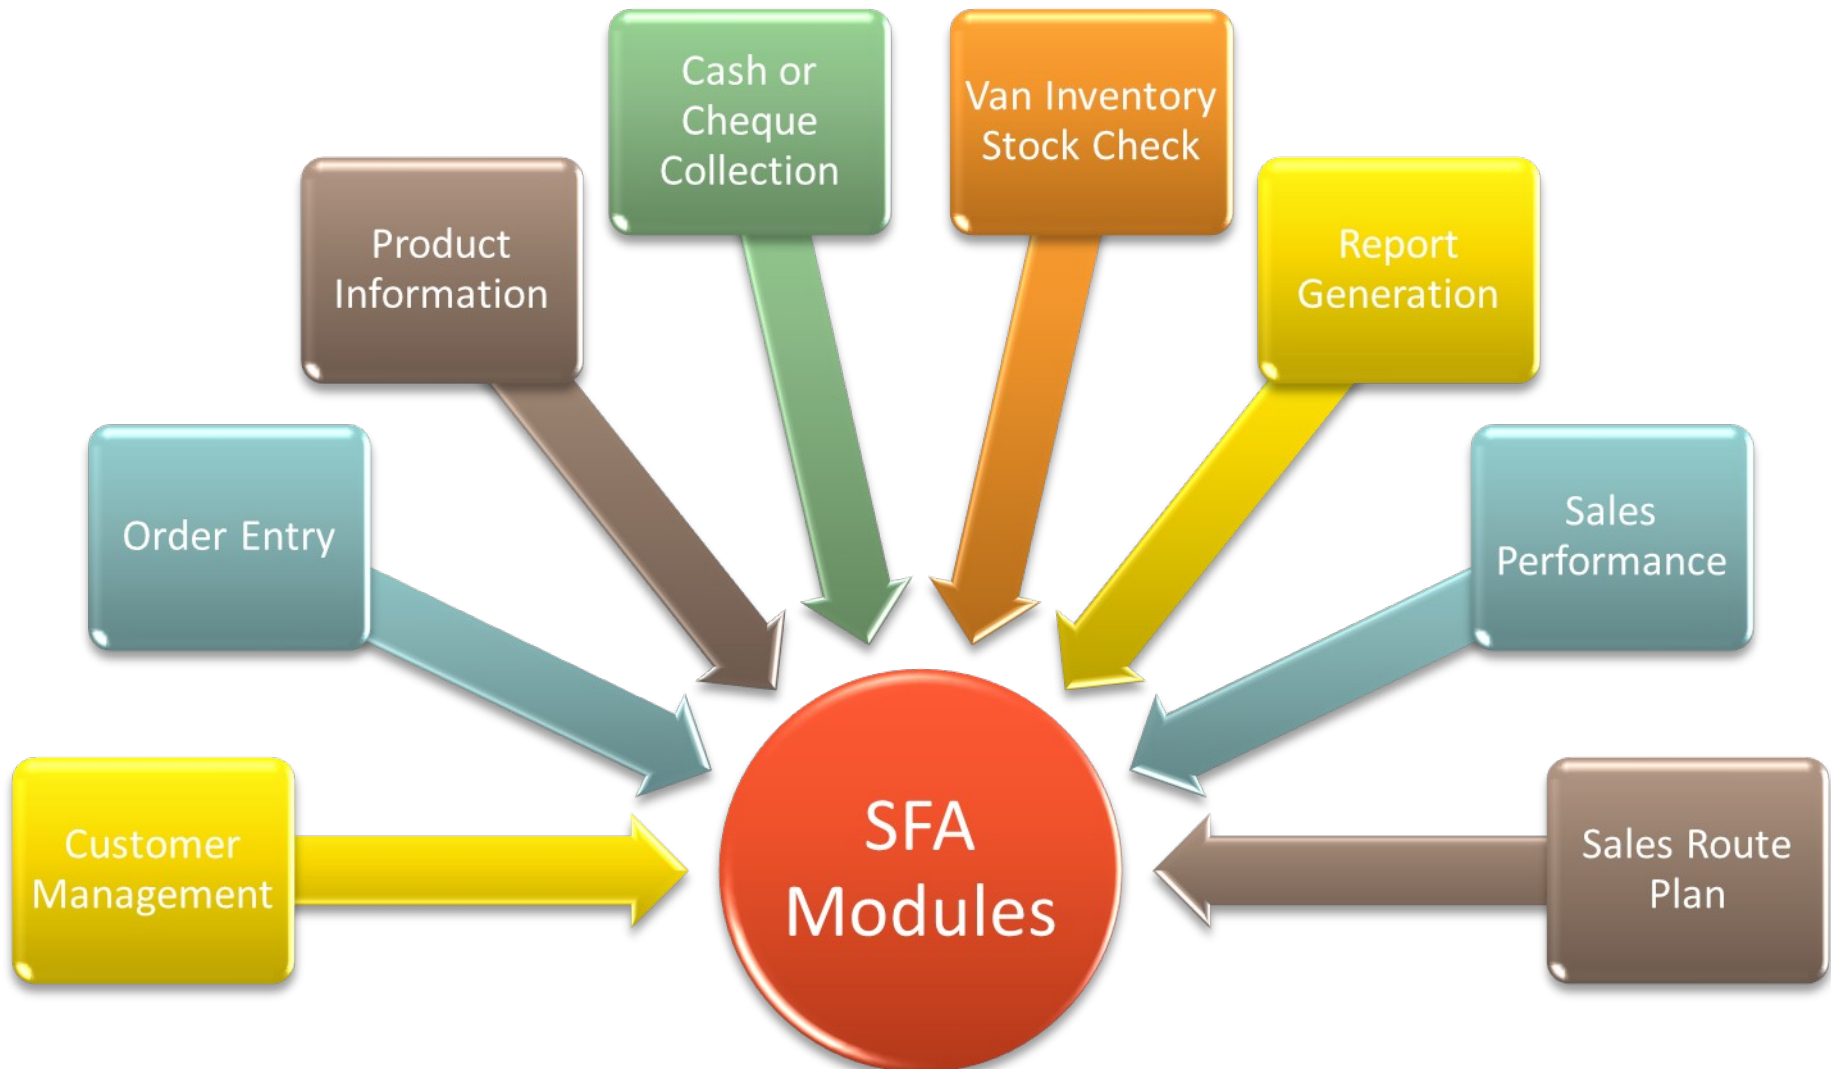 Cash or
Cheque
Collection
Van Inventory
Stock Check
Product
Information
Report
Generation
Order Entry
Sales
Performance
Customer
Management
SFA
Modules
Sales Route
Plan